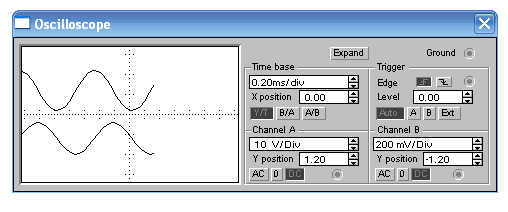 Oscilloscope
Expand
Ground
Time base
0.20ms/div
X position 0.00
Y/T B/A A/B
Trigger
Edge
Level 0.00
Auto A B Ext
Channel A
10 V/Div
Y position 1.20
AC 0 DC
Channel B
200 mV/Div
Y position -1.20
AC 0 DC